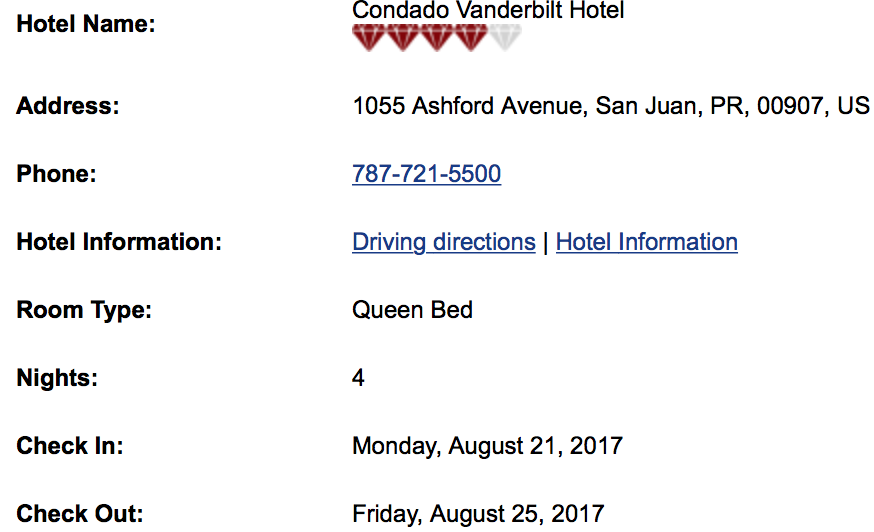 Hotel Name: Condado Vanderbilt Hotel
Address: 1055 Ashford Avenue, San Juan, PR, 00907, US
Phone: 787-721-5500
Hotel Information: Driving directions | Hotel Information
Room Type: Queen Bed
Nights: 4
Check In: Monday, August 21, 2017
Check Out: Friday, August 25, 2017